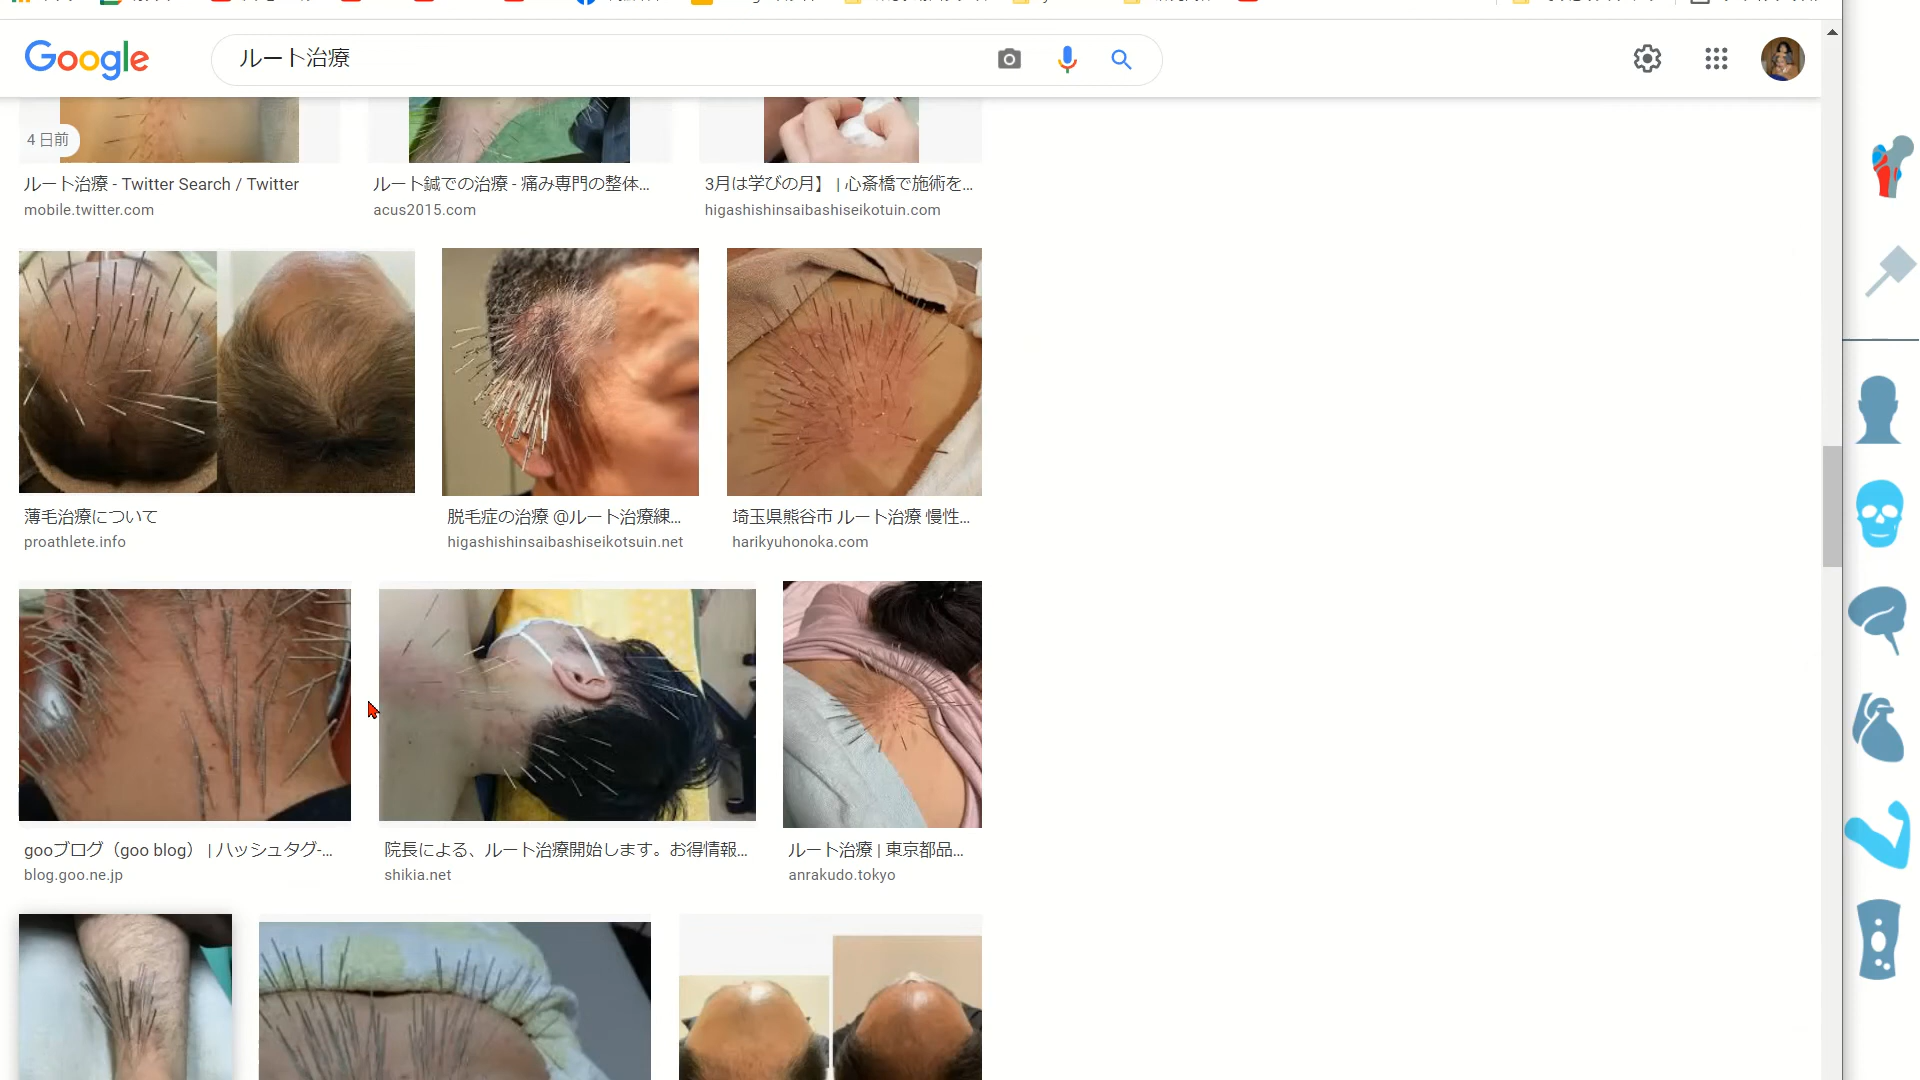 Google
ルート治療
4 日前
ルート治療 - Twitter Search / Twitter
mobile.twitter.com
ルート鍼での治療 - 痛み専門の整体...
acus2015.com
3月は学びの月】 | 心斎橋で施術を...
higashishinsaibashiseikotuin.com
薄毛治療について
proathlete.info
脱毛症の治療 @ルート治療練...
higashishinsaibashiseikotsuin.net
埼玉県熊谷市 ルート治療 慢性...
harikyuhonoka.com
gooブログ（goo blog） | ハッシュタグ-...
blog.goo.ne.jp
院長による、ルート治療開始します。お得情報...
shikia.net
ルート治療 | 東京都品...
anrakudo.tokyo